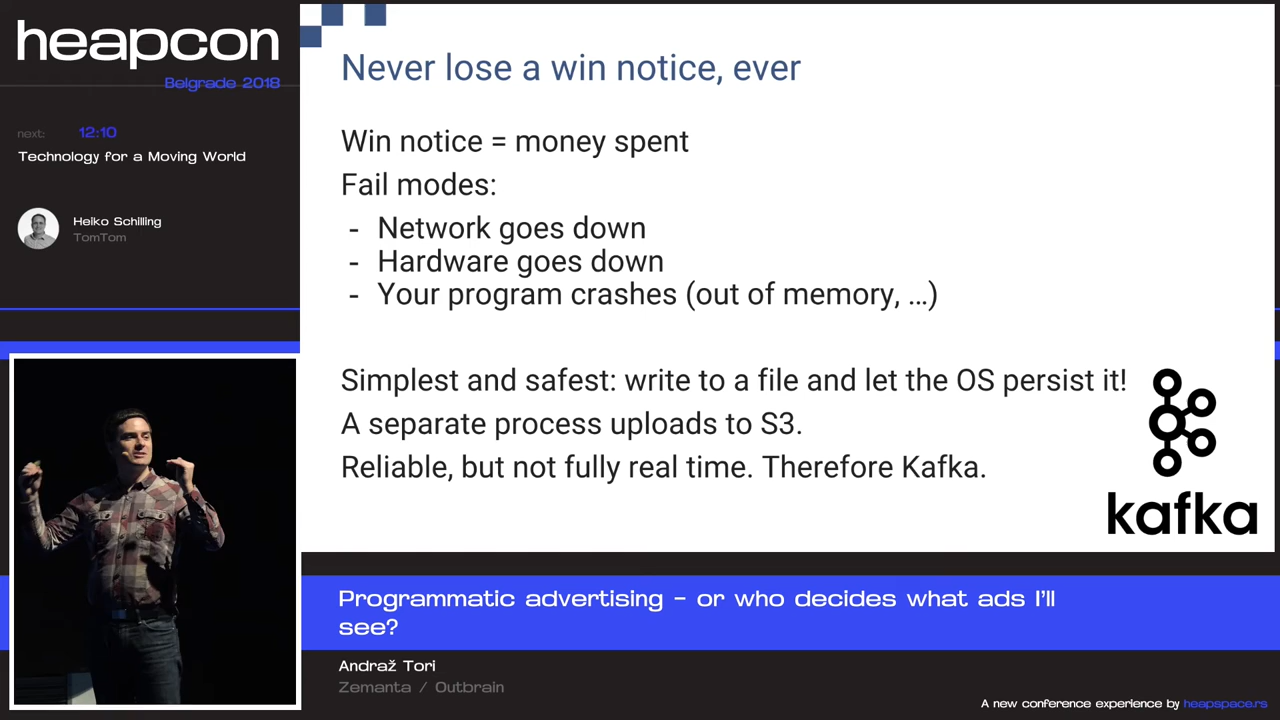 heapcon
Belgrade 2018
next: 12:10
Technology for a Moving World
Heiko Schilling
TomTom
Never lose a win notice, ever
Win notice = money spent
Fail modes:
- Network goes down
- Hardware goes down
- Your program crashes (out of memory, ...)
Simplest and safest: write to a file and let the OS persist it!
A separate process uploads to S3.
Reliable, but not fully real time. Therefore Kafka.
kafka
Programmatic advertising - or who decides what ads I'll
see?
Andraž Tori
Zemanta / Outbrain
A new conference experience by heapspace.rs